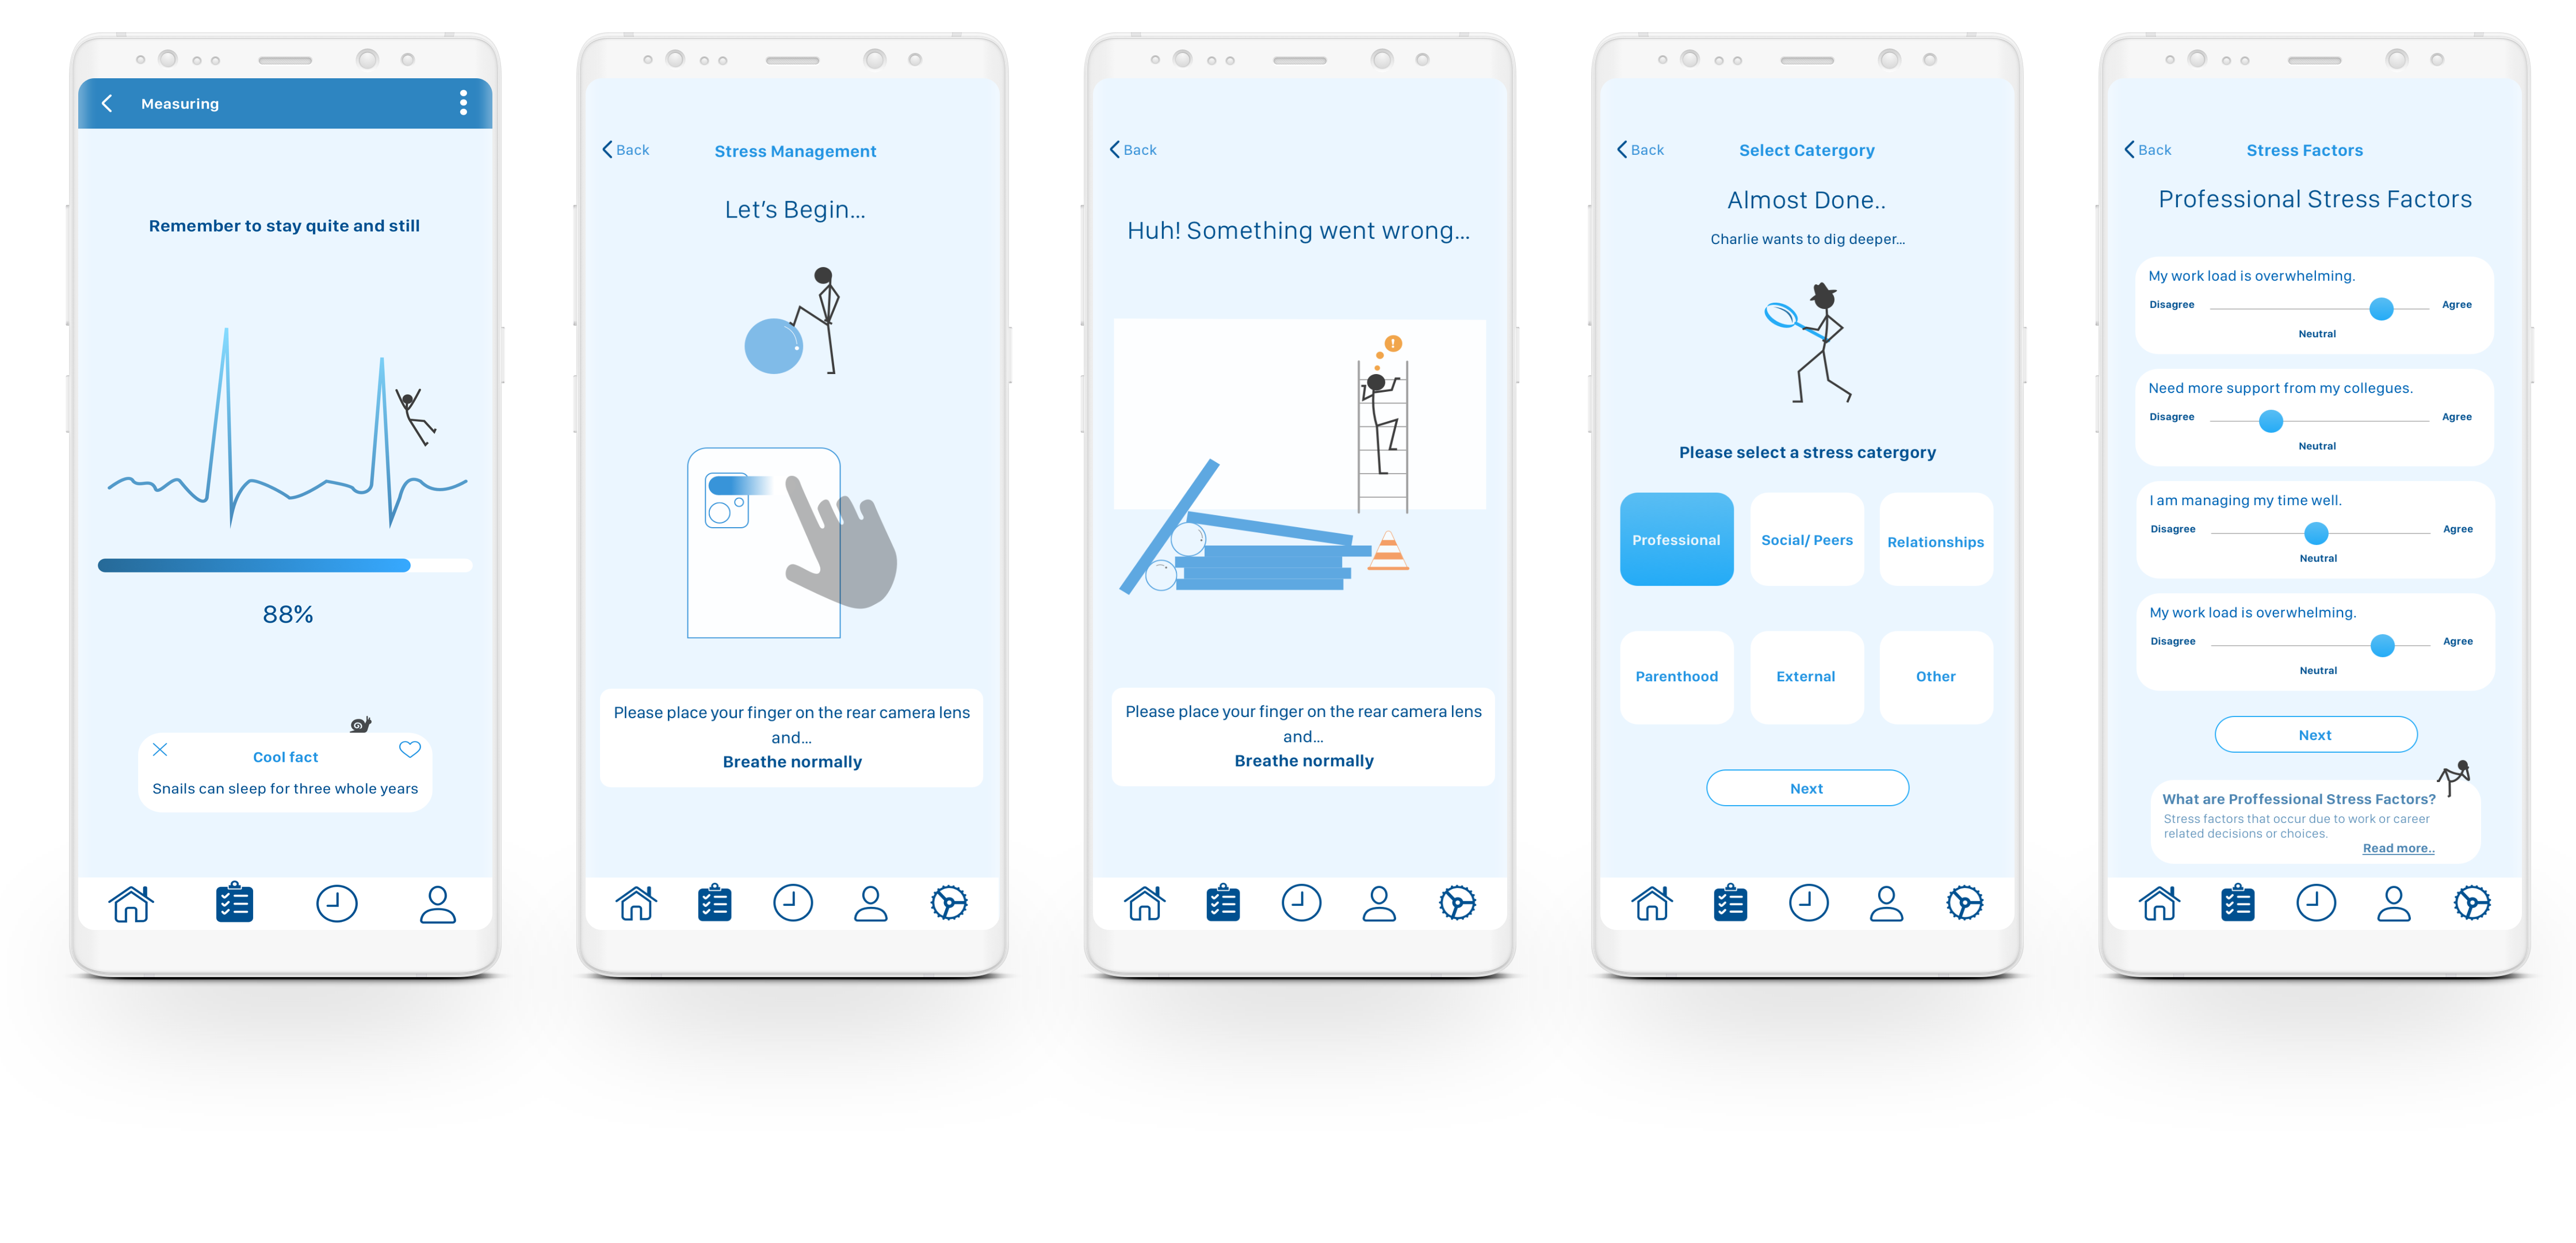 Measuring
Remember to stay quite and still
88%
Cool fact
Snails can sleep for three whole years
Back
Stress Management
Let's Begin...
Please place your finger on the rear camera lens
and...
Breathe normally
Back
Huh! Something went wrong...
!
Please place your finger on the rear camera lens
and...
Breathe normally
Back
Select Catergory
Almost Done..
Charlie wants to dig deeper...
Please select a stress catergory
Professional
Social/ Peers
Relationships
Parenthood
External
Other
Next
Back
Stress Factors
Professional Stress Factors
My work load is overwhelming.
Disagree
Agree
Neutral
Need more support from my collegues.
Disagree
Agree
Neutral
I am managing my time well.
Disagree
Agree
Neutral
My work load is overwhelming.
Disagree
Agree
Neutral
Next
What are Proffessional Stress Factors?
Stress factors that occur due to work or career
related decisions or choices.
Read more..